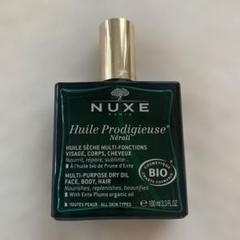 NUXE
PARIS
Huile Prodigieuse®
Néroli
HUILE SÈCHE MULTI-FONCTIONS
VISAGE, CORPS, CHEVEUX
Nourrit, répare, sublime...
À l'huile bio de Prune d'Ente
MULTI-PURPOSE DRY OIL
FACE, BODY, HAIR
Nourishes, replenishes, beautifies
With Ente Plums organic oil
COSMÉTIQUE
BIO
TOUTES PEAUX - ALL SKIN TYPES
100 ml 3.3 FL.OZ.